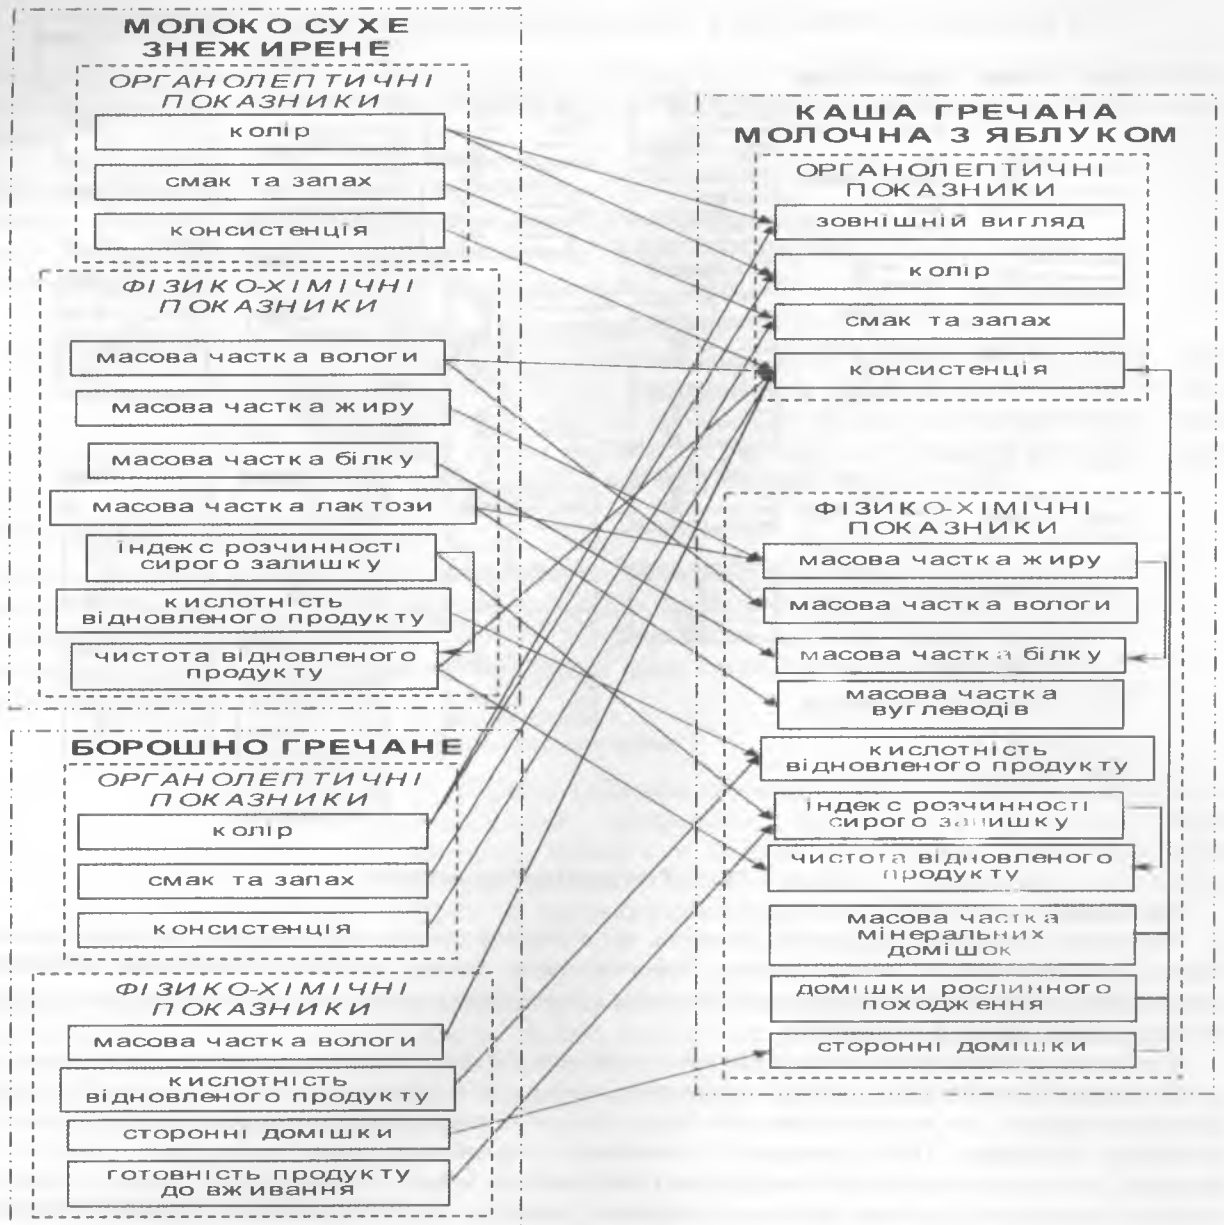 МОЛОКО СУХЕ
ЗНЕЖИРЕНЕ
ОРГАНОЛЕПТИЧНІ
ПОКАЗНИКИ
колір
смак та запах
консистенція
ФІЗИКО-ХІМІЧНІ
ПОКАЗНИКИ
масова частка вологи
масова частка жиру
масова частка білку
масова частка лактози
індекс розчинності
сирого залишку
кислотність
відновленого продукту
чистота відновленого
продукту
БОРОШНО ГРЕЧАНЕ
ОРГАНОЛЕПТИЧНІ
ПОКАЗНИКИ
колір
смак та запах
консистенція
ФІЗИКО-ХІМІЧНІ
ПОКАЗНИКИ
масова частка вологи
кислотність
відновленого продукту
сторонні домішки
готовність продукту
до вживання
КАША ГРЕЧАНА
МОЛОЧНА З ЯБЛУКОМ
ОРГАНОЛЕПТИЧНІ
ПОКАЗНИКИ
зовнішній вигляд
колір
смак та запах
консистенція
ФІЗИКО-ХІМІЧНІ
ПОКАЗНИКИ
масова частка жиру
масова частка вологи
масова частка білку
масова частка
вуглеводів
кислотність
відновленого продукту
індекс розчинності
сирого залишку
чистота відновленого
продукту
масова частка
мінеральних
домішок
домішки рослинного
походження
сторонні домішки